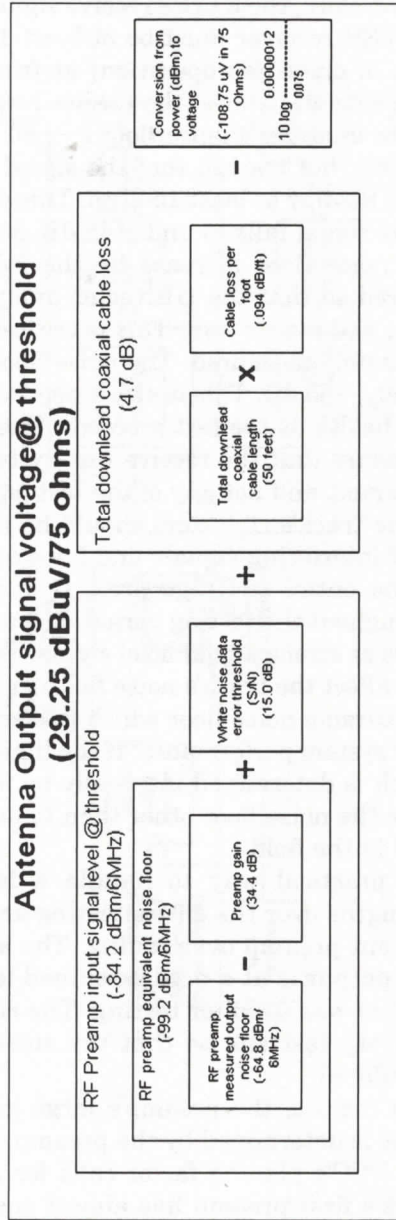 Antenna Output signal voltage@ threshold
(29.25 dBuV/75 ohms)
RF Preamp input signal level @ threshold
(-84.2 dBm/6MHz)
RF preamp equivalent noise floor
(-99.2 dBm/6MHz)
RF preamp
measured output
noise floor
(-64.8 dBm/
6MHz)
-
Preamp gain
(34.4 dB)
+
White noise/data
error threshold
(S/N)
(15.0 dB)
+
Total downlead coaxial cable loss
(4.7 dB)
Total downlead
coaxial
cable length
(50 feet)
X
Cable loss per
foot
(.094 dB/ft)
-
Conversion from
power (dBm) to
voltage
(-108.75 uV in 75
ohms)
0.0000012
10 log --------------
0.075